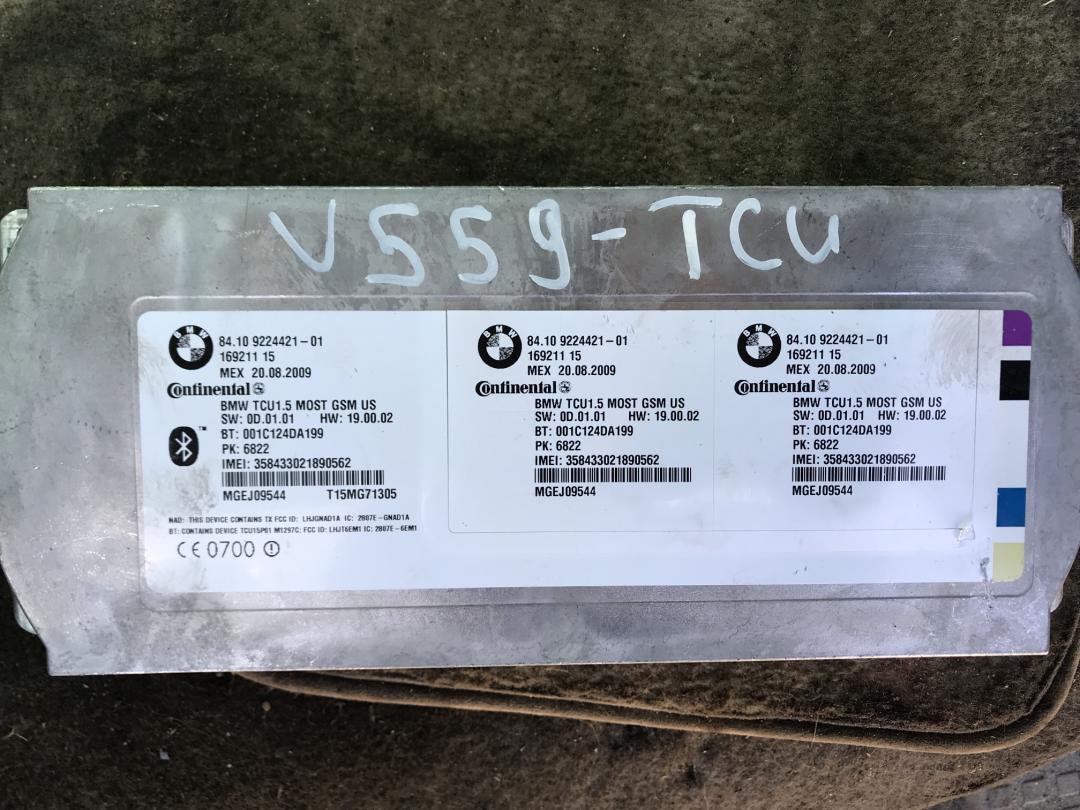 V559-TCU
BMW
84.10 9224421-01
169211 15
MEX 20.08.2009
Continental
BMW TCU1.5 MOST GSM US
SW: 0D.01.01 HW: 19.00.02
BT: 001C124DA199
PK: 6822
IMEI: 358433021890562
MGEJ09544 T15MG71305
NAD: THIS DEVICE CONTAINS TX FCC ID: LHJGNAD1A IC: 2807E-GNAD1A
BT: CONTAINS DEVICE TCU15P01 M1297C: FCC ID: LHJT6EM1 IC: 2807E-6EM1
CE0700
BMW
84.10 9224421-01
169211 15
MEX 20.08.2009
Continental
BMW TCU1.5 MOST GSM US
SW: 0D.01.01 HW: 19.00.02
BT: 001C124DA199
PK: 6822
IMEI: 358433021890562
MGEJ09544
BMW
84.10 9224421-01
169211 15
MEX 20.08.2009
Continental
BMW TCU1.5 MOST GSM US
SW: 0D.01.01 HW: 19.00.02
BT: 001C124DA199
PK: 6822
IMEI: 358433021890562
MGEJ09544